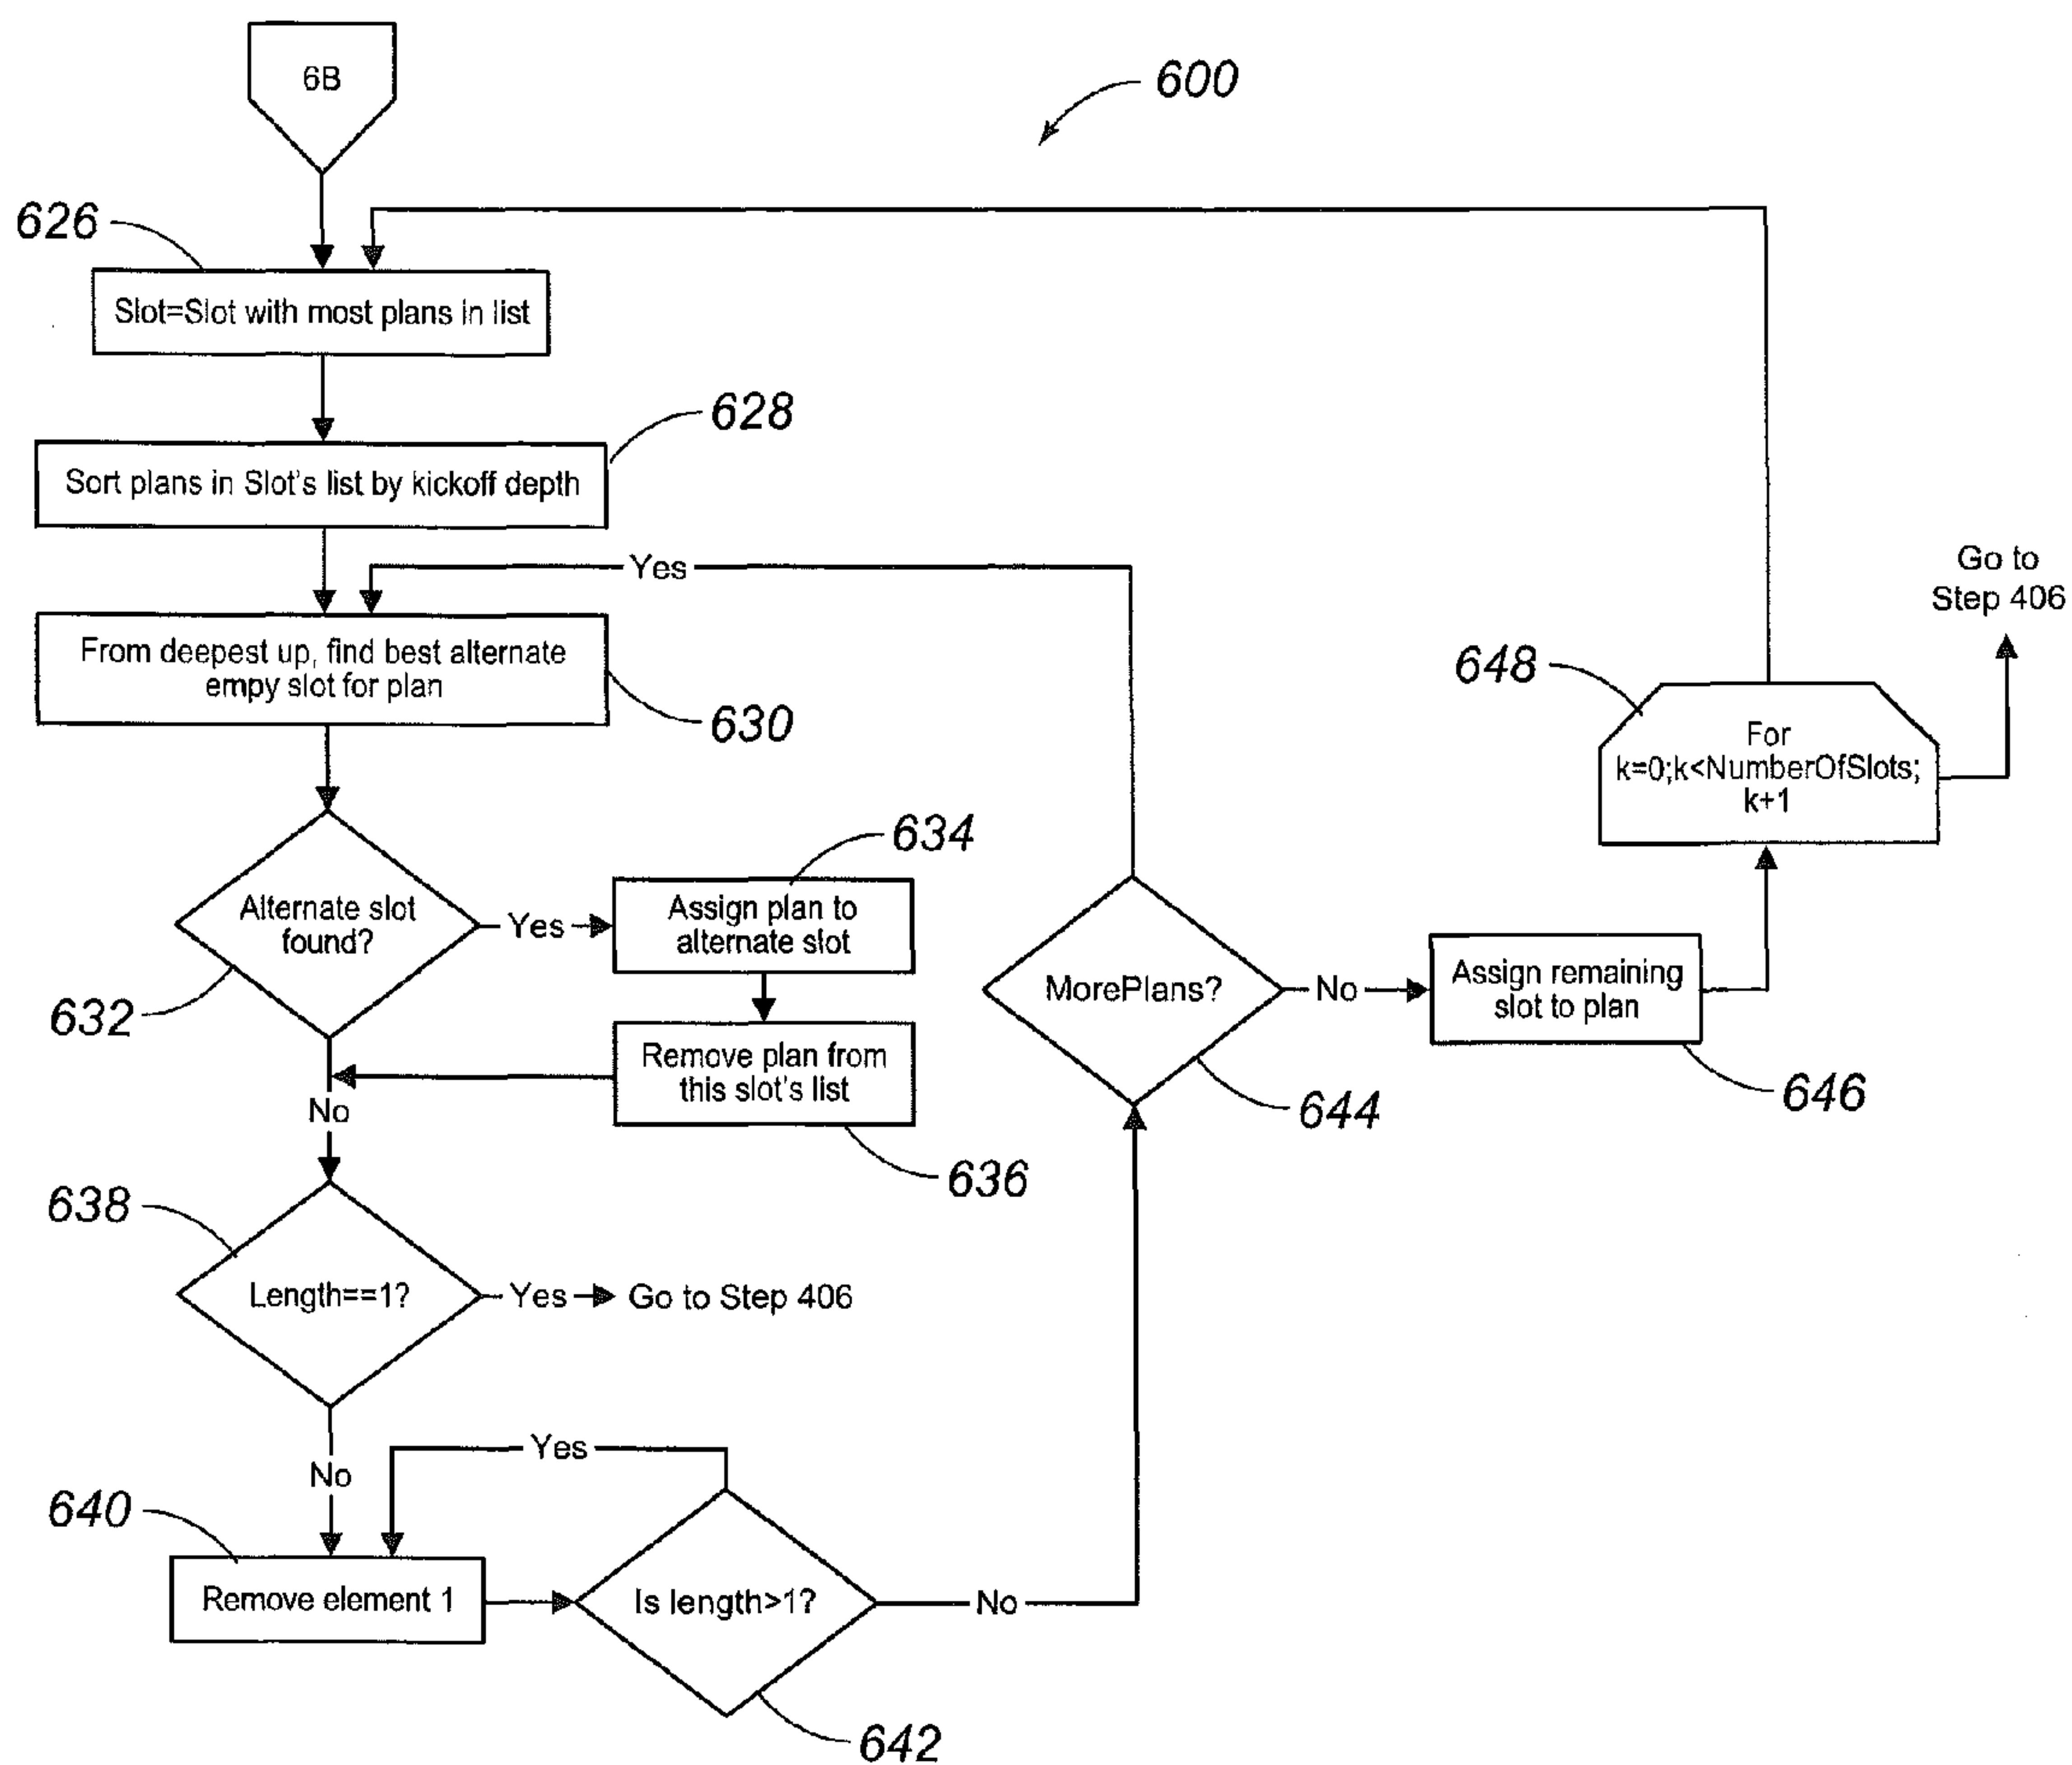 6B
600
626
Slot=Slot with most plans in list
628
Sort plans in Slot's list by kickoff depth
Yes
Go to
Step 406
From deepest up, find best alternate
empy slot for plan
630
648
For
k=0;k<NumberOfSlots;
k+1
634
Alternate slot
found?
Yes
Assign plan to
alternate slot
632
MorePlans?
No
Assign remaining
slot to plan
Remove plan from
this slot's list
No
636
644
646
638
Length==1?
Yes
Go to Step 406
Yes
No
640
Remove element 1
Is length>1?
No
642